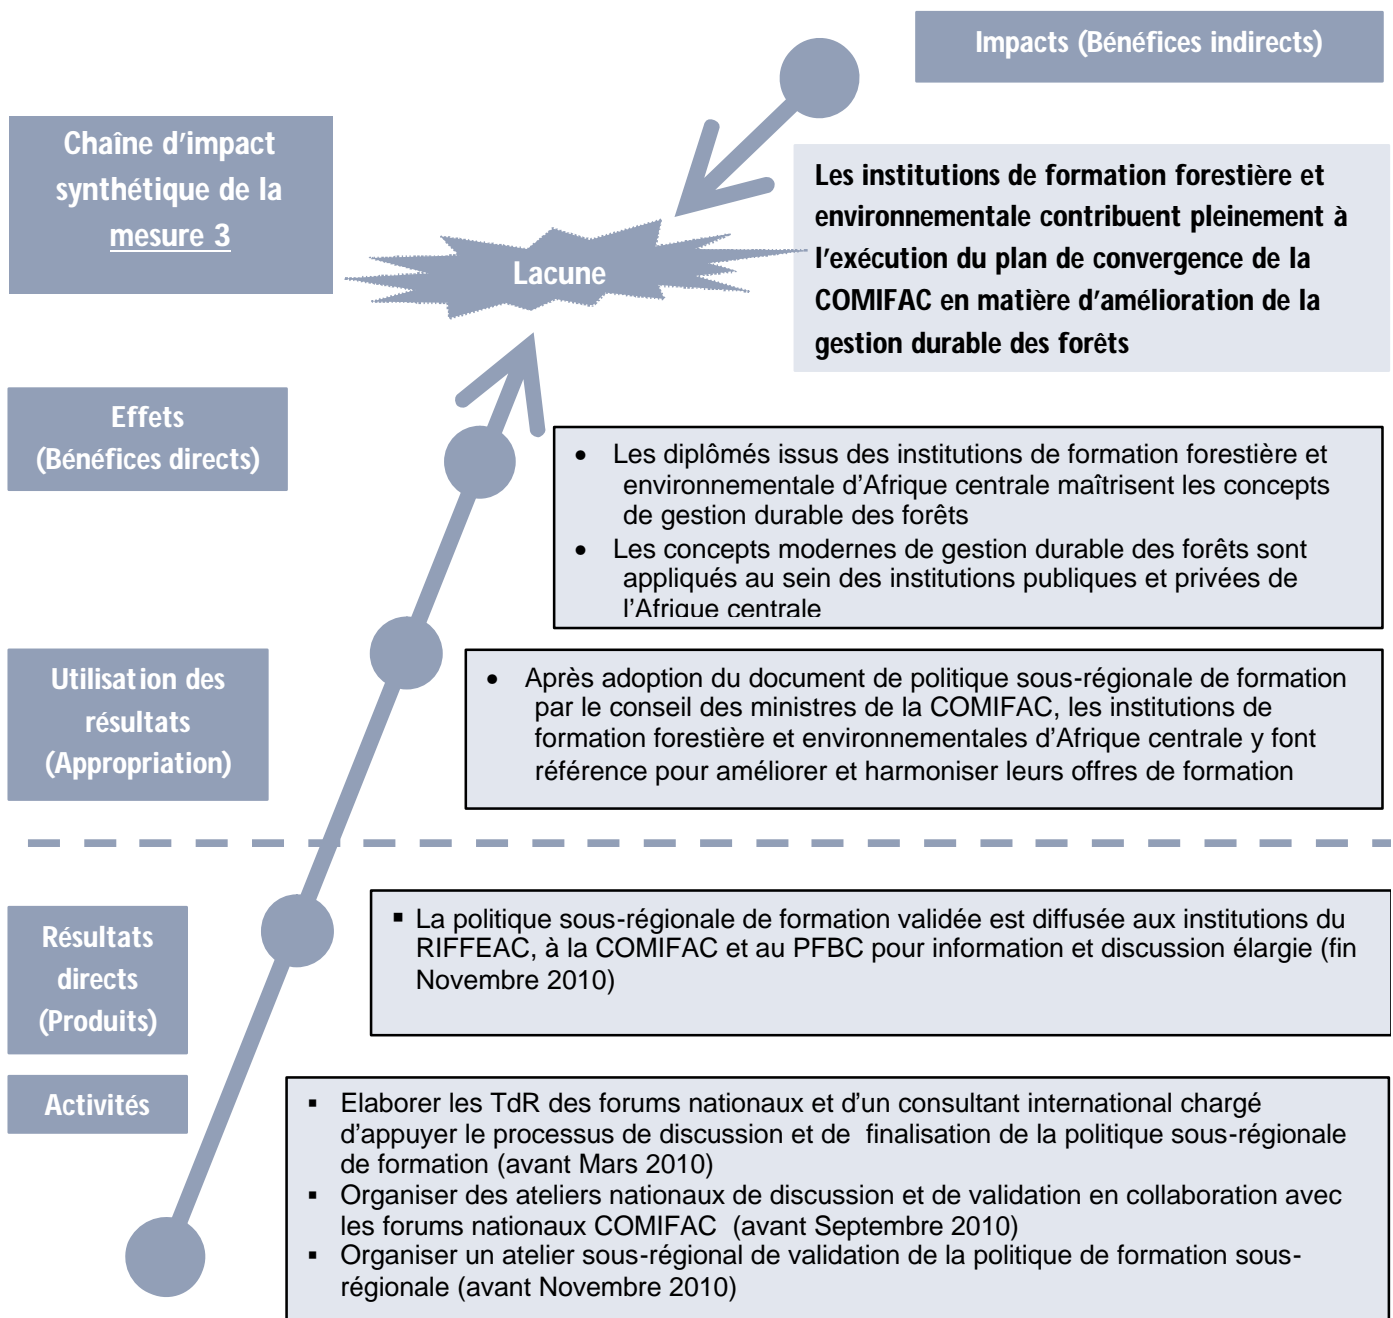 Impacts (Bénéfices indirects)
Chaîne d'impact
synthétique de la
mesure 3
Les institutions de formation forestière et
environnementale contribuent pleinement à
l'exécution du plan de convergence de la
COMIFAC en matière d'amélioration de la
gestion durable des forêts
Lacune
Effets
(Bénéfices directs)
• Les diplômés issus des institutions de formation forestière et
environnementale d'Afrique centrale maîtrisent les concepts
de gestion durable des forêts
• Les concepts modernes de gestion durable des forêts sont
appliqués au sein des institutions publiques et privées de
l'Afrique centrale
Utilisation des
résultats
(Appropriation)
• Après adoption du document de politique sous-régionale de formation
par le conseil des ministres de la COMIFAC, les institutions de
formation forestière et environnementales d'Afrique centrale y font
référence pour améliorer et harmoniser leurs offres de formation
Résultats
directs
(Produits)
▪ La politique sous-régionale de formation validée est diffusée aux institutions du
RIFFEAC, à la COMIFAC et au PFBC pour information et discussion élargie (fin
Novembre 2010)
Activités
▪ Elaborer les TdR des forums nationaux et d'un consultant international chargé
d'appuyer le processus de discussion et de finalisation de la politique sous-régionale
de formation (avant Mars 2010)
▪ Organiser des ateliers nationaux de discussion et de validation en collaboration avec
les forums nationaux COMIFAC (avant Septembre 2010)
▪ Organiser un atelier sous-régional de validation de la politique de formation sous-
régionale (avant Novembre 2010)